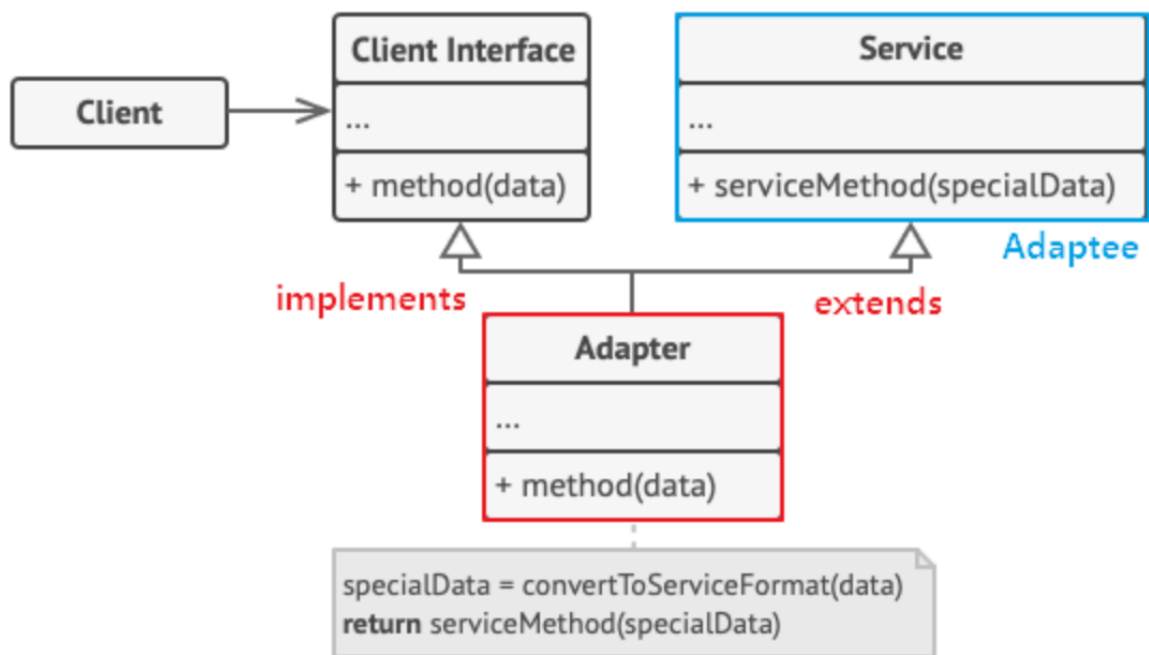 Client
Client Interface
...
+ method(data)
Service
...
+ serviceMethod(specialData)
Adaptee
implements
extends
Adapter
...
+ method(data)
specialData = convertToServiceFormat(data)
return serviceMethod(specialData)